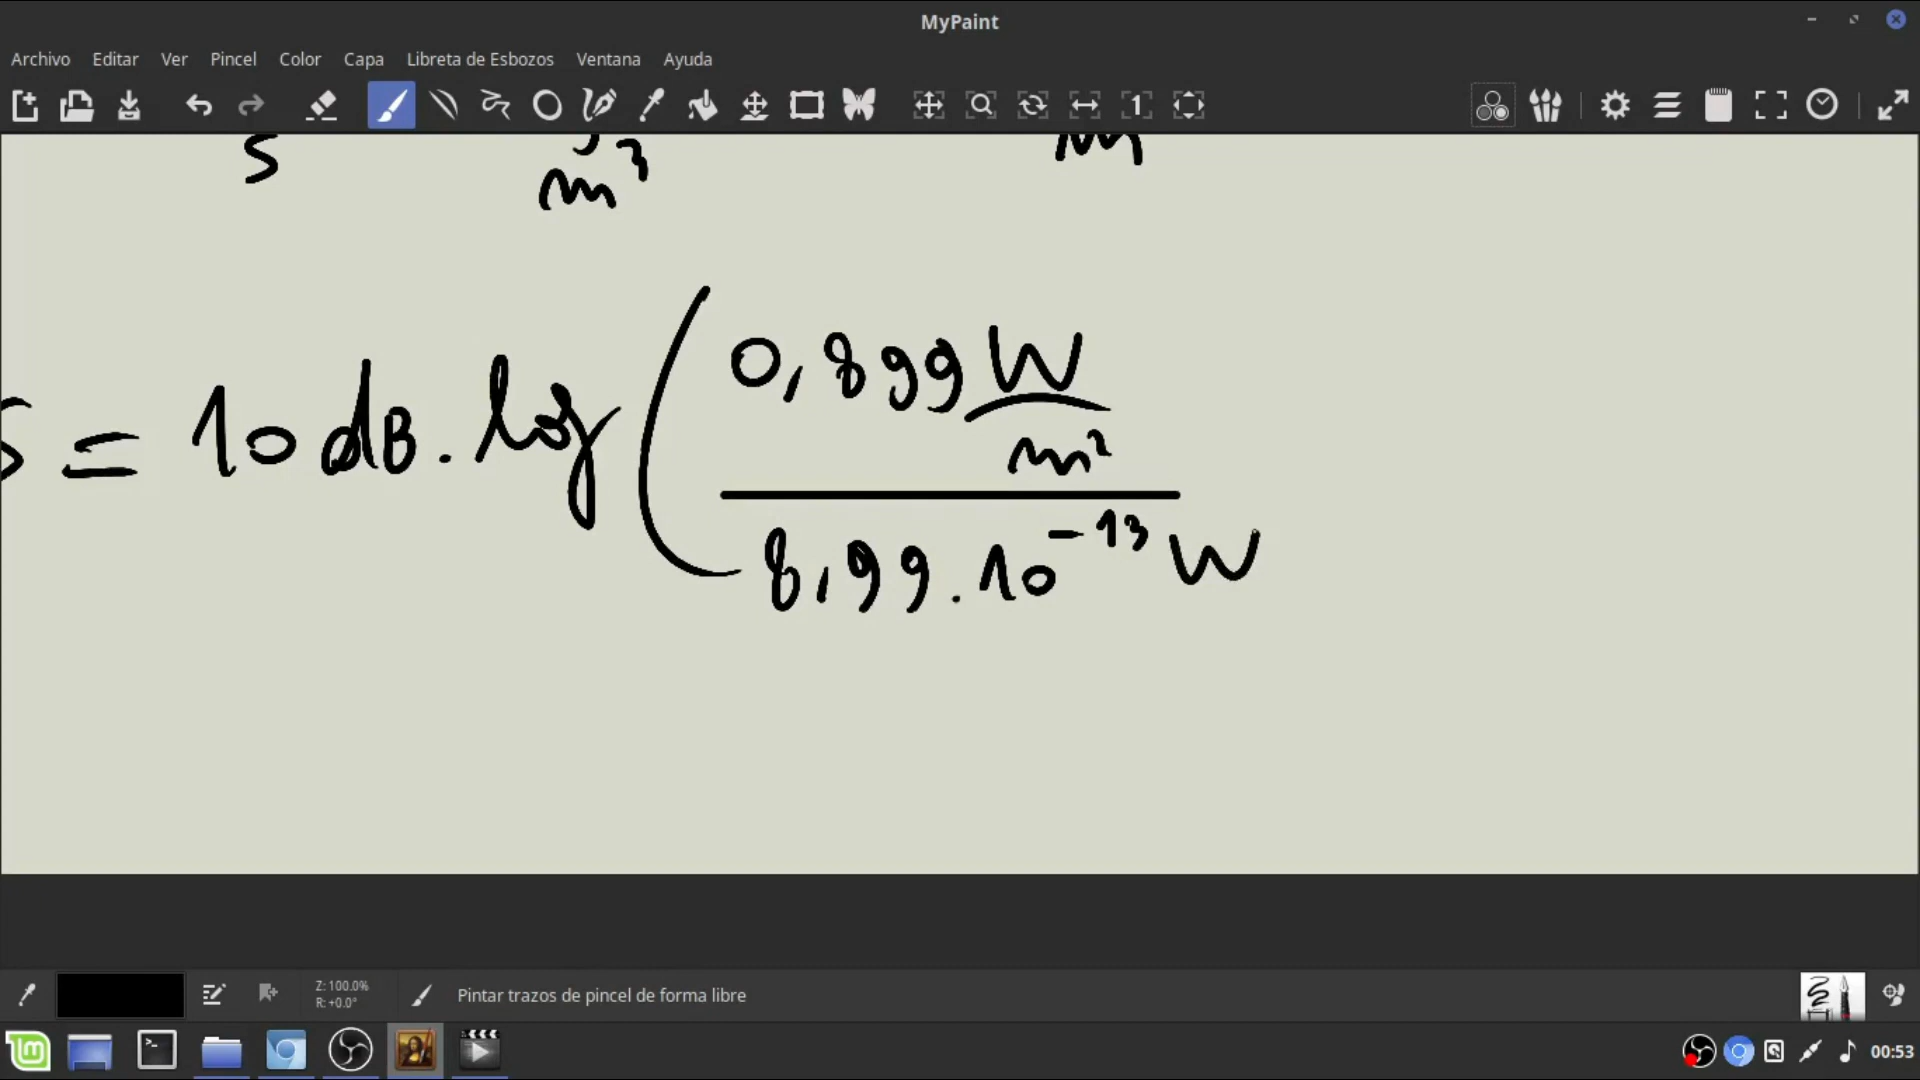 MyPaint
Archivo Editar Ver Pincel Color Capa Libreta de Esbozos Ventana Ayuda
s m³ m
S = 10 dB . log ( 0,899 W
m²
8,99 . 10⁻¹³ W
Z: 100.0%
R: +0.0°
Pintar trazos de pincel de forma libre
00:53